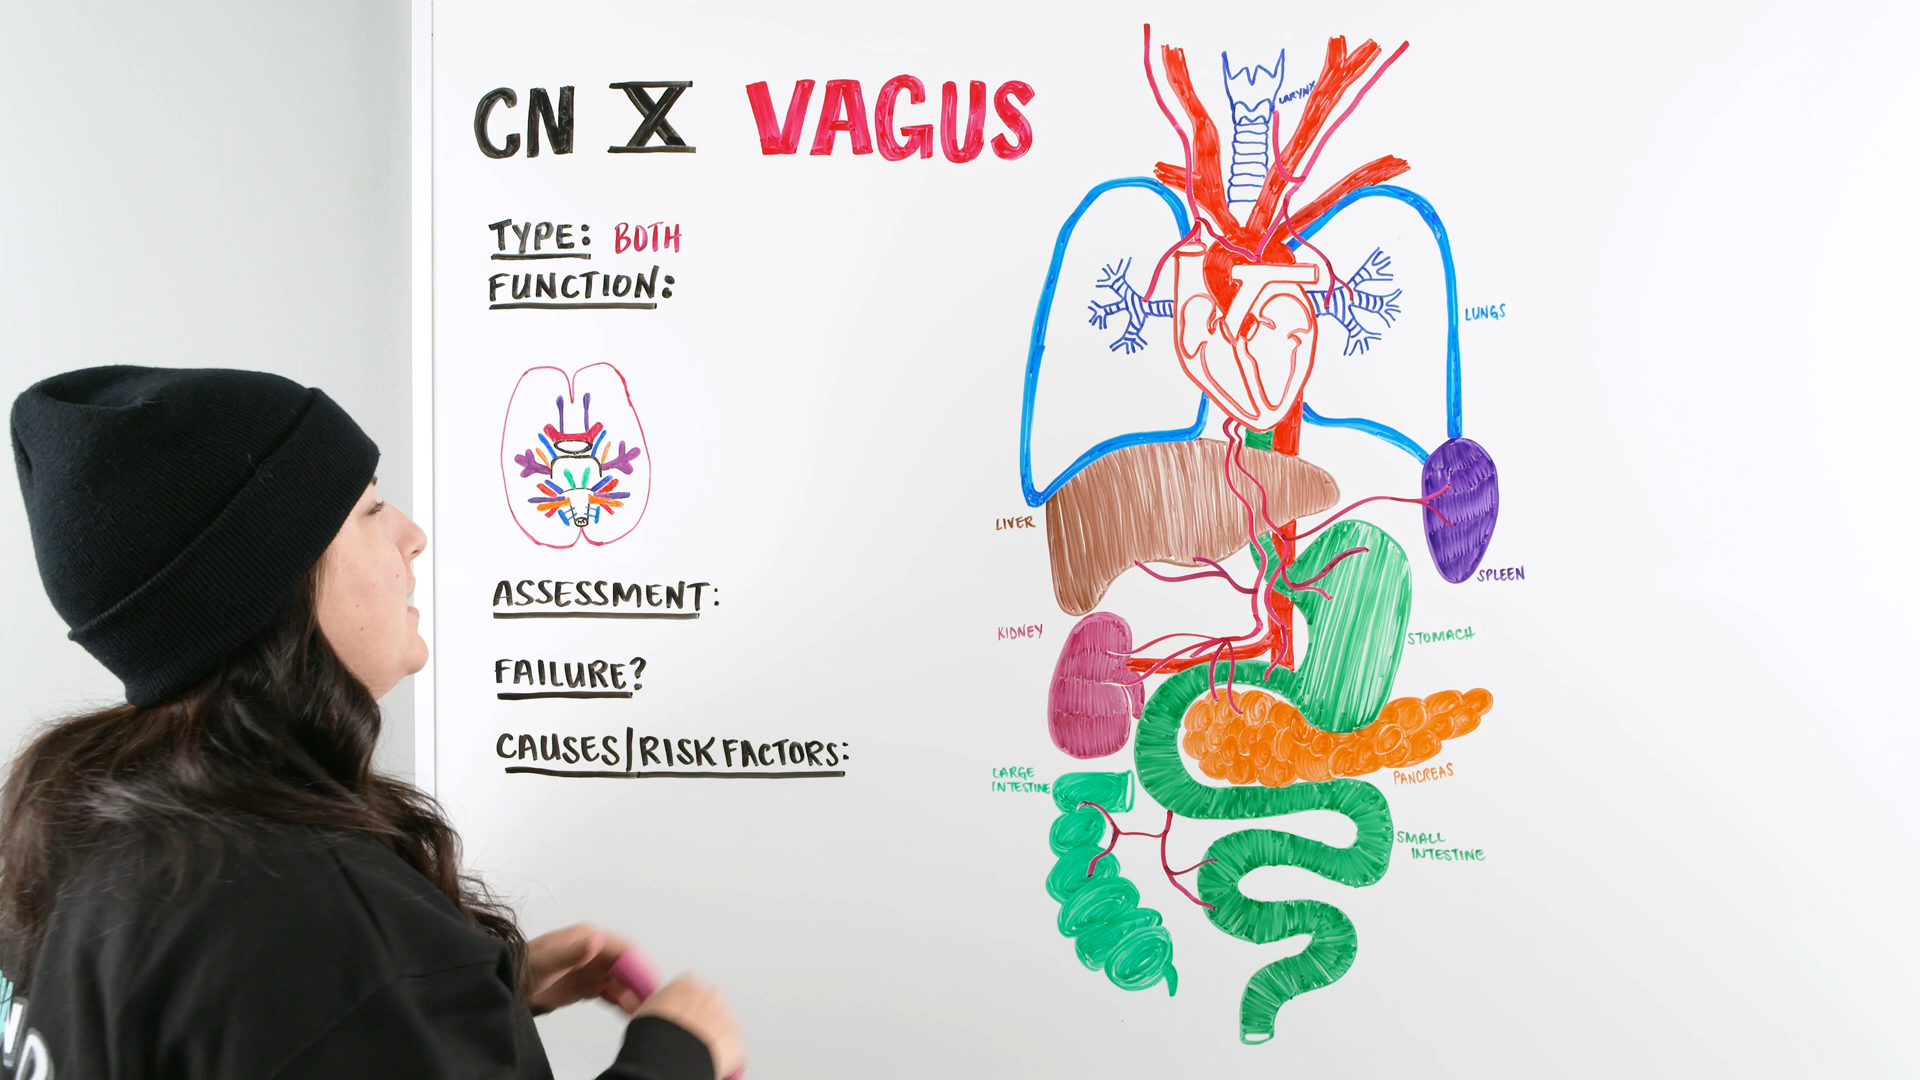 CN X VAGUS
TYPE: BOTH
FUNCTION:
ASSESSMENT:
FAILURE?
CAUSES/RISK FACTORS:
LARYNX
LUNGS
LIVER
SPLEEN
KIDNEY
STOMACH
LARGE
INTESTINE
PANCREAS
SMALL
INTESTINE